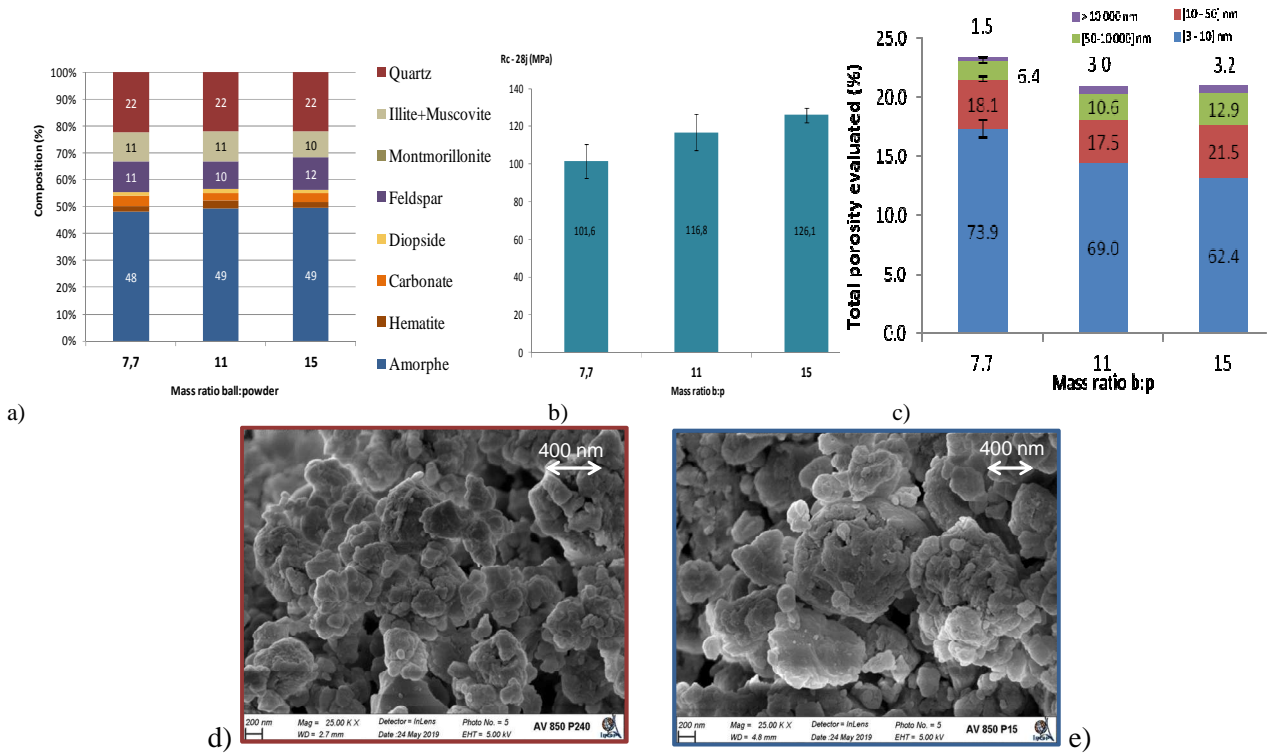 100%
90%
80%
70%
60%
50%
40%
30%
20%
10%
0%
Composition (%)
22 22 22
11 11 10
11 10 12
48 49 49
7,7 11 15
Mass ratio ball:powder
Quartz
Illite+Muscovite
Montmorillonite
Feldspar
Diopside
Carbonate
Hematite
Amorphe
a)
Rc - 28j (MPa)
140
120
100
80
60
40
20
0
101,6 116,8 126,1
7,7 11 15
Mass ratio b:p
b)
> 10 000 nm [10 - 50] nm
[50-10 000] nm [3 - 10] nm
Total porosity evaluated (%)
25.0
20.0
15.0
10.0
5.0
0.0
1.5 3.0 3.2
6.4 10.6 12.9
18.1 17.5 21.5
73.9 69.0 62.4
7.7 11 15
Mass ratio b:p
c)
400 nm
200 nm Mag = 25.00 K X Detector = InLens Photo No. = 5 AV 850 P240
WD = 2.7 mm Date :24 May 2019 EHT = 5.00 kV
d)
400 nm
200 nm Mag = 25.00 K X Detector = InLens Photo No. = 5 AV 850 P15
WD = 4.8 mm Date :24 May 2019 EHT = 5.00 kV
e)